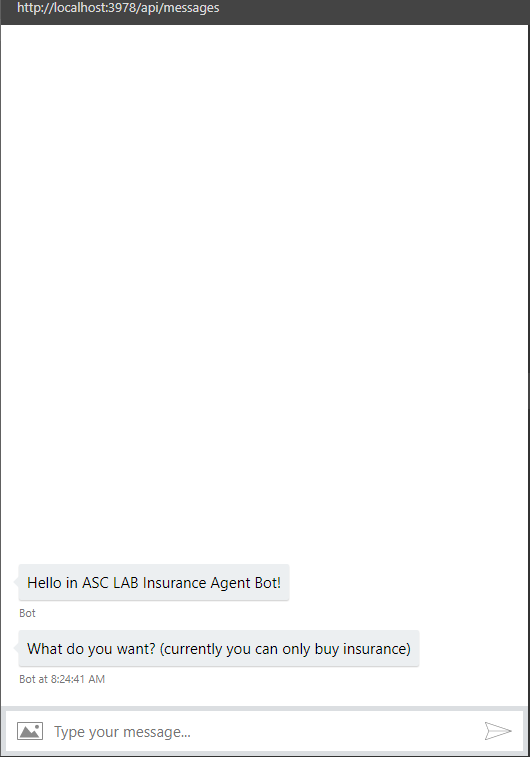 http://localhost:3978/api/messages
Hello in ASC LAB Insurance Agent Bot!
Bot
What do you want? (currently you can only buy insurance)
Bot at 8:24:41 AM
Type your message...